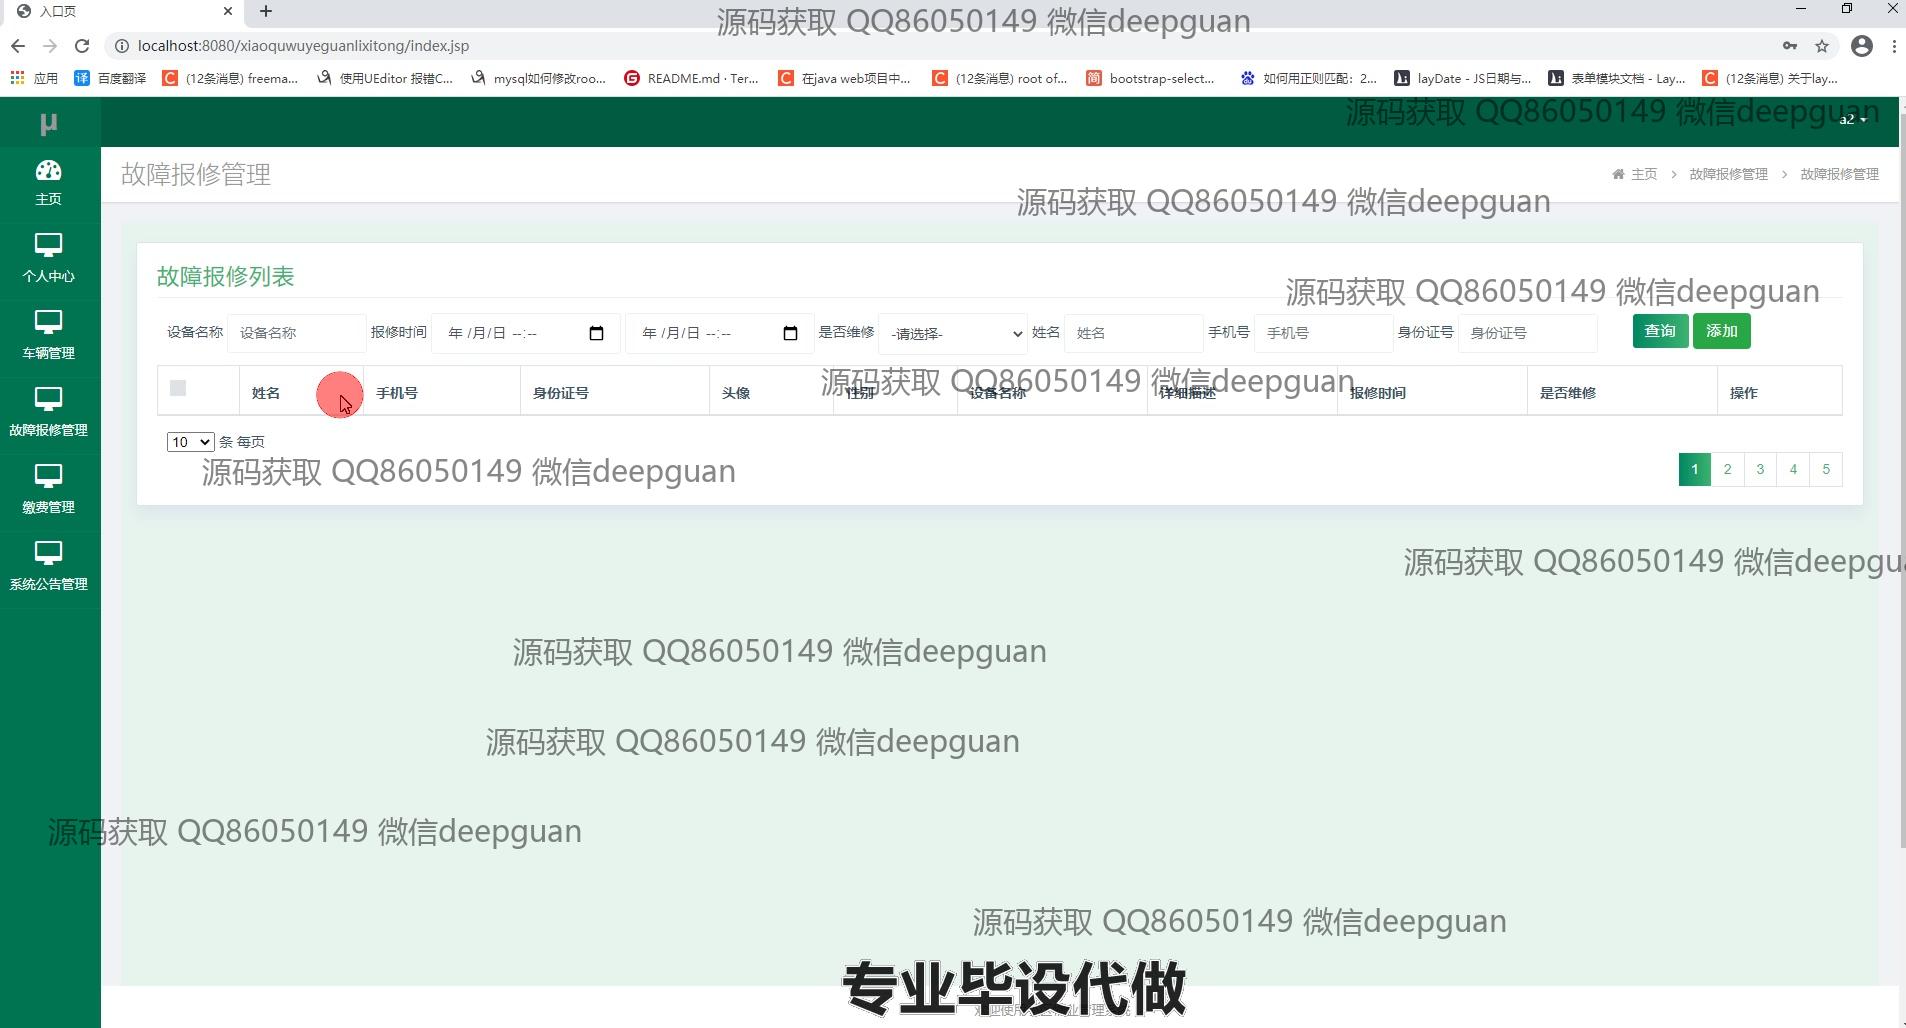 入口页
源码获取 QQ86050149 微信deepguan
localhost:8080/xiaoquwuyeguanlixitong/index.jsp
应用 百度翻译 (12条消息) freema... 使用UEditor 报错C... mysql如何修改roo... README.md · Ter... 在java web项目中... (12条消息) root of... bootstrap-select... 如何用正则匹配：2... layDate - JS日期与... 表单模块文档 - Lay... (12条消息) 关于lay...
源码获取 QQ86050149 微信deepguan
μ
a2
主页
故障报修管理
主页 > 故障报修管理 > 故障报修管理
源码获取 QQ86050149 微信deepguan
个人中心
故障报修列表
源码获取 QQ86050149 微信deepguan
设备名称 设备名称 报修时间 年 /月/日 --:-- 年 /月/日 --:-- 是否维修 -请选择- 姓名 姓名 手机号 手机号 身份证号 身份证号 查询 添加
车辆管理
源码获取 QQ86050149 微信deepguan
姓名 手机号 身份证号 头像 性别 设备名称 详细描述 报修时间 是否维修 操作
故障报修管理
10 条 每页
源码获取 QQ86050149 微信deepguan
1 2 3 4 5
缴费管理
源码获取 QQ86050149 微信deepgu
系统公告管理
源码获取 QQ86050149 微信deepguan
源码获取 QQ86050149 微信deepguan
源码获取 QQ86050149 微信deepguan
源码获取 QQ86050149 微信deepguan
专业毕设代做